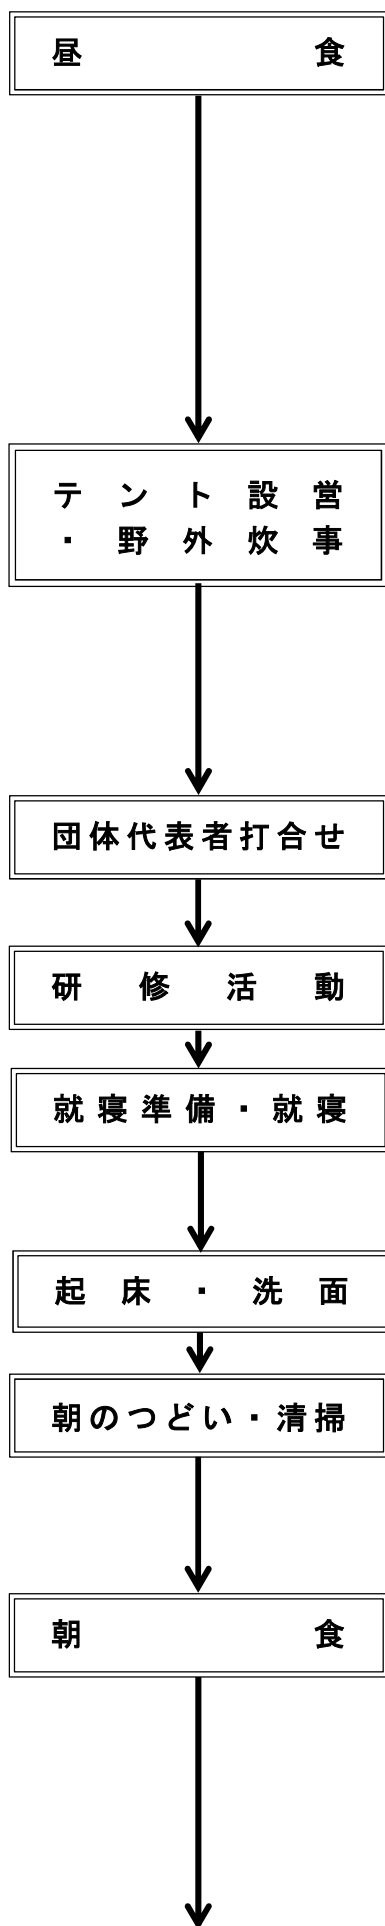 昼食
テント設営
・野外炊事
団体代表者打合せ
研修活動
就寝準備・就寝
起床・洗面
朝のつどい・清掃
朝食